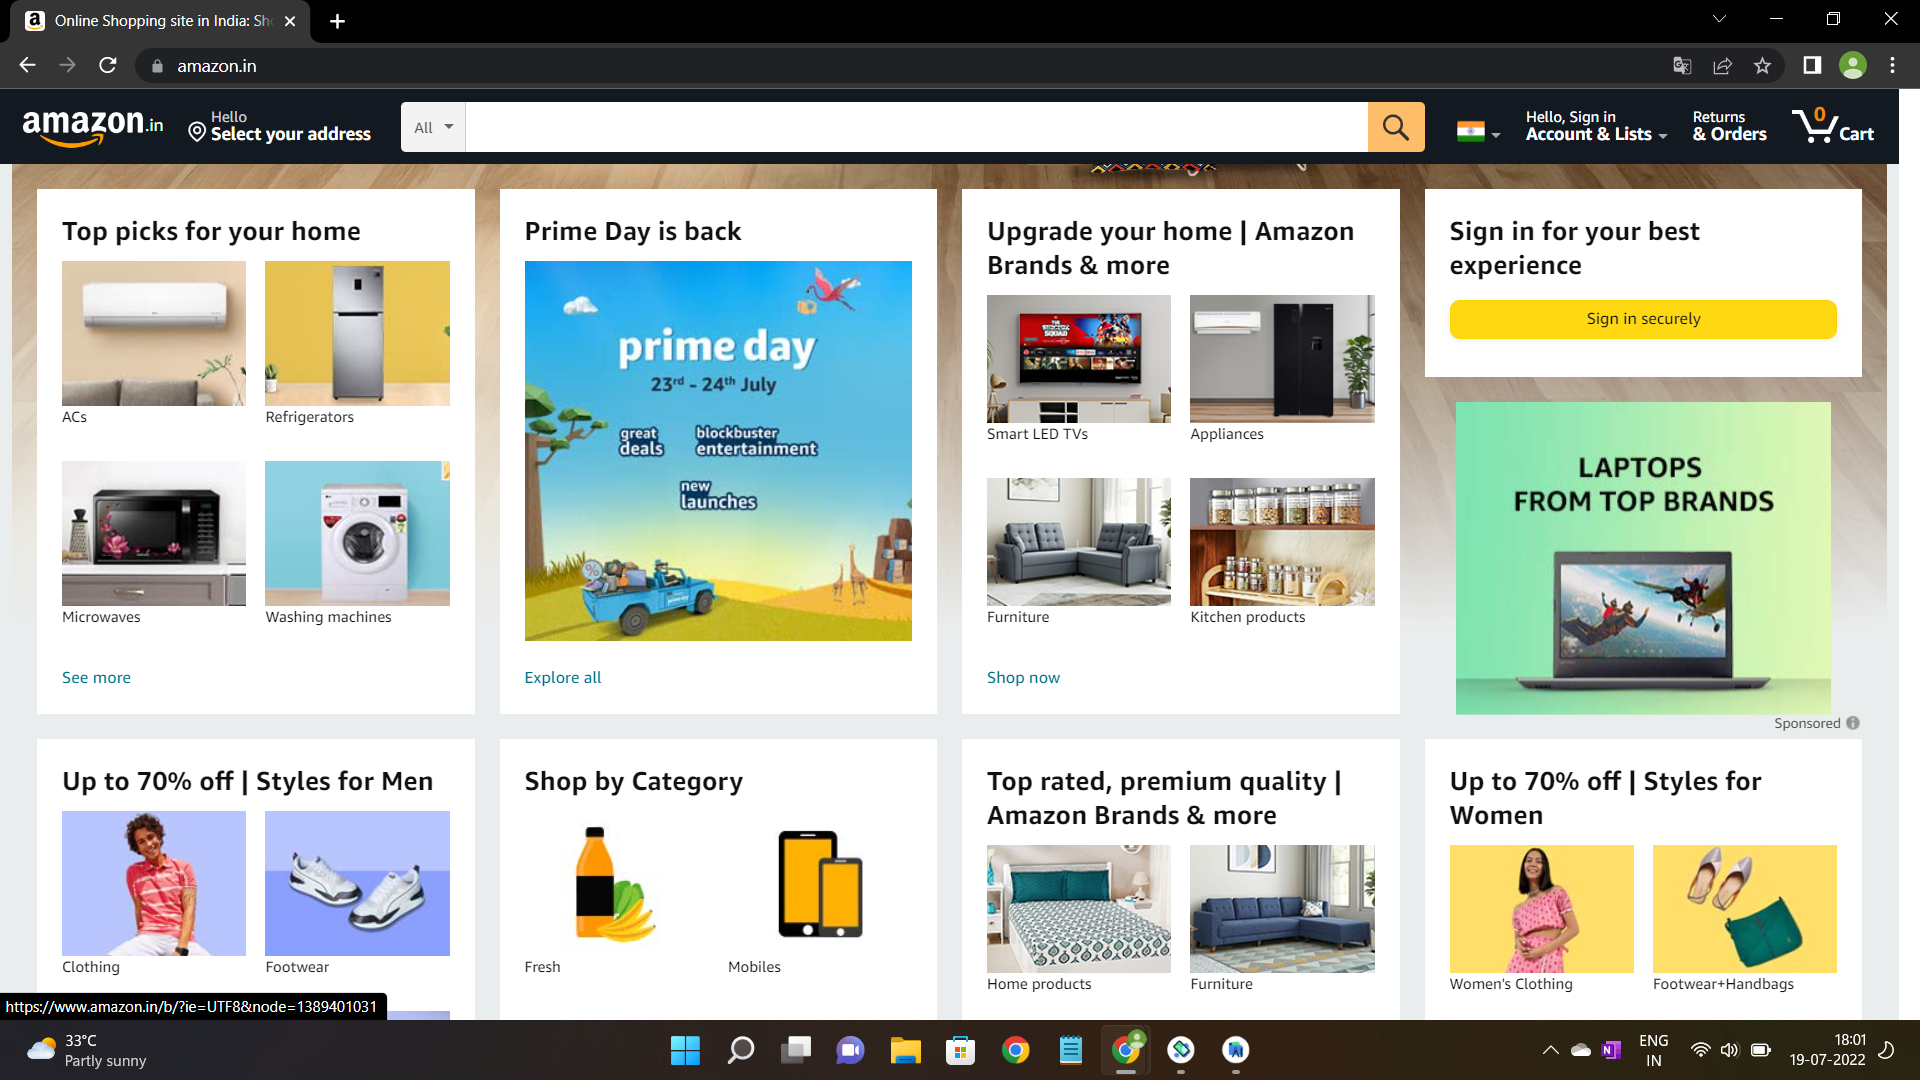 Online Shopping site in India: Sh
amazon.in
amazon.in
Hello
Select your address
All
Hello, Sign in
Account & Lists
Returns
& Orders
0
Cart
Top picks for your home
ACs
Refrigerators
Microwaves
Washing machines
See more
Prime Day is back
prime day
23rd - 24th July
great
deals
blockbuster
entertainment
new
launches
Explore all
Upgrade your home | Amazon
Brands & more
Smart LED TVs
Appliances
Furniture
Kitchen products
Shop now
Sign in for your best
experience
Sign in securely
LAPTOPS
FROM TOP BRANDS
Sponsored
Up to 70% off | Styles for Men
Clothing
Footwear
Shop by Category
Fresh
Mobiles
Top rated, premium quality |
Amazon Brands & more
Home products
Furniture
Up to 70% off | Styles for
Women
Women's Clothing
Footwear+Handbags
https://www.amazon.in/b/?ie=UTF8&node=1389401031
33°C
Partly sunny
ENG
IN
18:01
19-07-2022